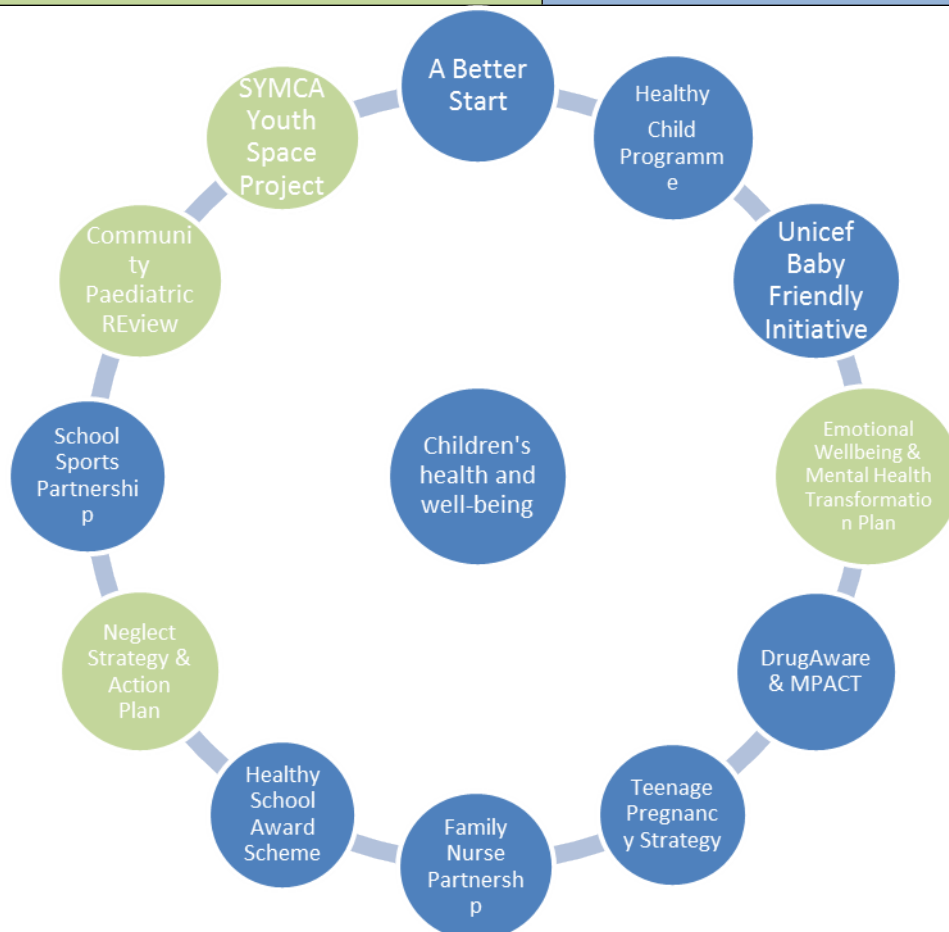 A Better
Start
Healthy
Child
Programm
e
Unicef
Baby
Friendly
Initiative
Emotional
Wellbeing &
Mental Health
Transformatio
n Plan
DrugAware
& MPACT
Teenage
Pregnanc
y Strategy
Family
Nurse
Partnersh
p
Healthy
School
Award
Scheme
Neglect
Strategy &
Action
Plan
School
Sports
Partnershi
p
Communi
ty
Paediatric
REview
SYMCA
Youth
Space
Project
Children's
health and
well-being